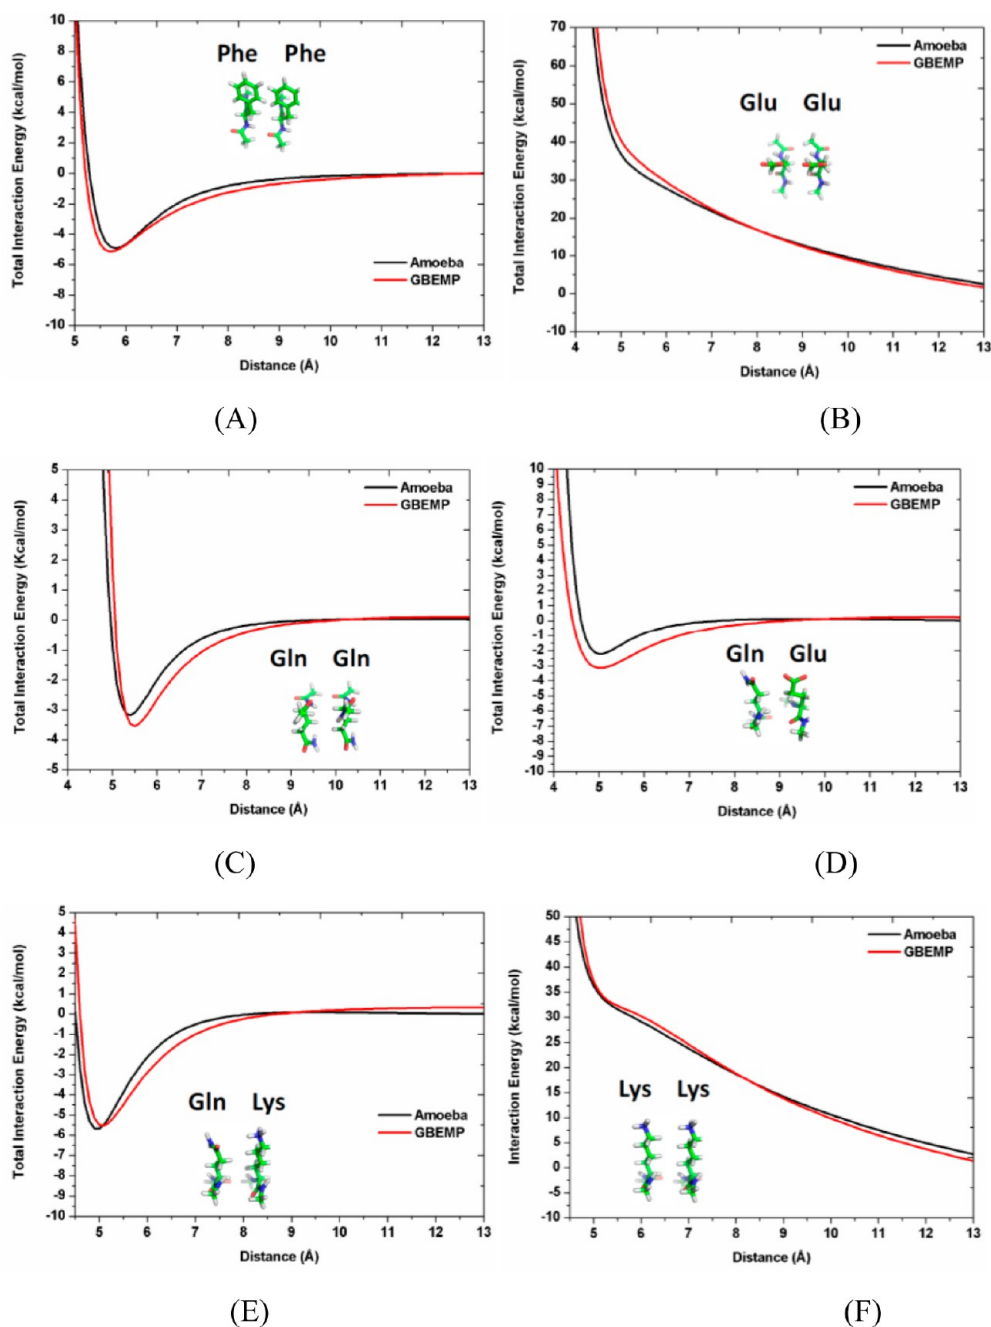 10
8
6
4
2
0
-2
-4
-6
-8
-10
Total Interaction Energy (kcal/mol)
Phe Phe
Amoeba
GBEMP
5 6 7 8 9 10 11 12 13
Distance (Å)
(A)
70
60
50
40
30
20
10
0
-10
Total Interaction Energy (kcal/mol)
Amoeba
GBEMP
Glu Glu
4 5 6 7 8 9 10 11 12 13
Distance (Å)
(B)
5
4
3
2
1
0
-1
-2
-3
-4
-5
Total Interaction Energy (Kcal/mol)
Amoeba
GBEMP
Gln Gln
4 5 6 7 8 9 10 11 12 13
Distance (Å)
(C)
10
9
8
7
6
5
4
3
2
1
0
-1
-2
-3
-4
-5
-6
-7
-8
-9
-10
Total Interaction Energy (kcal/mol)
Amoeba
GBEMP
Gln Glu
4 5 6 7 8 9 10 11 12 13
Distance (Å)
(D)
5
4
3
2
1
0
-1
-2
-3
-4
-5
-6
-7
-8
-9
-10
Total Interaction Energy (kcal/mol)
Gln Lys
Amoeba
GBEMP
5 6 7 8 9 10 11 12 13
Distance (Å)
(E)
50
45
40
35
30
25
20
15
10
5
0
-5
-10
Interaction Energy (kcal/mol)
Amoeba
GBEMP
Lys Lys
5 6 7 8 9 10 11 12 13
Distance (Å)
(F)